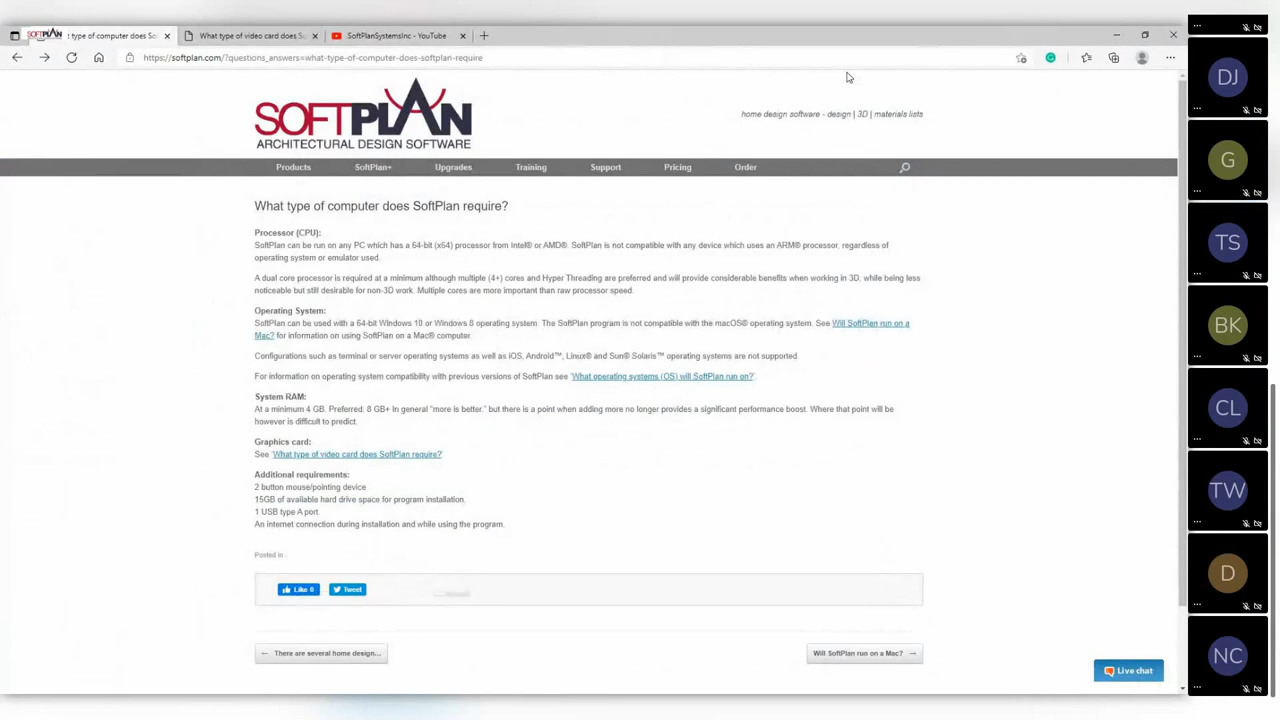 SOFTPLAN
t type of computer does So
What type of video card does S
SoftPlanSystemsInc - YouTube
https://softplan.com/?questions_answers=what-type-of-computer-does-softplan-require
SOFTPLAN
ARCHITECTURAL DESIGN SOFTWARE
home design software - design | 3D | materials lists
Products SoftPlan+ Upgrades Training Support Pricing Order
What type of computer does SoftPlan require?
Processor (CPU):
SoftPlan can be run on any PC which has a 64-bit (x64) processor from Intel® or AMD®. SoftPlan is not compatible with any device which uses an ARM® processor, regardless of
operating system or emulator used.
A dual core processor is required at a minimum although multiple (4+) cores and Hyper Threading are preferred and will provide considerable benefits when working in 3D, while being less
noticeable but still desirable for non-3D work. Multiple cores are more important than raw processor speed.
Operating System:
SoftPlan can be used with a 64-bit Windows 10 or Windows 8 operating system. The SoftPlan program is not compatible with the macOS® operating system. See Will SoftPlan run on a
Mac? for information on using SoftPlan on a Mac® computer.
Configurations such as terminal or server operating systems as well as iOS, Android™, Linux® and Sun® Solaris™ operating systems are not supported.
For information on operating system compatibility with previous versions of SoftPlan see 'What operating systems (OS) will SoftPlan run on?'
System RAM:
At a minimum 4 GB. Preferred: 8 GB+ In general "more is better." but there is a point when adding more no longer provides a significant performance boost. Where that point will be
however is difficult to predict.
Graphics card:
See 'What type of video card does SoftPlan require?'
Additional requirements:
2 button mouse/pointing device
15GB of available hard drive space for program installation.
1 USB type A port.
An internet connection during installation and while using the program.
Posted in .
Like 0 Tweet
← There are several home design...
Will SoftPlan run on a Mac? →
Live chat
DJ
G
TS
BK
CL
TW
D
NC